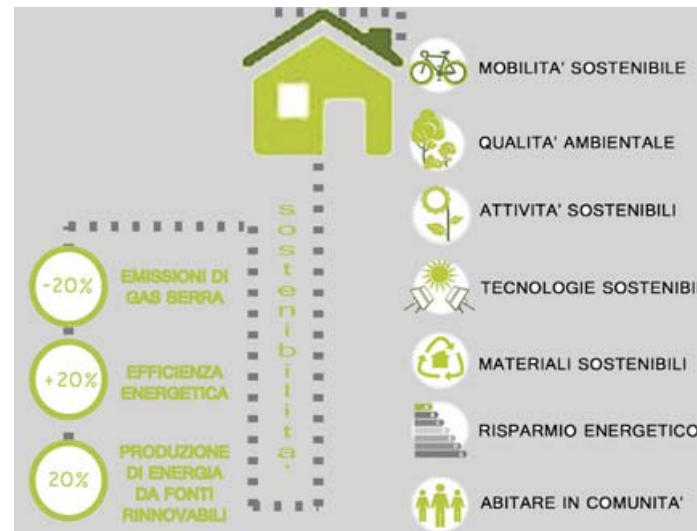 MOBILITA' SOSTENIBILE
QUALITA' AMBIENTALE
ATTIVITA' SOSTENIBILI
TECNOLOGIE SOSTENIBI
MATERIALI SOSTENIBILI
RISPARMIO ENERGETICO
ABITARE IN COMUNITA'
sostenibilita'
-20%
EMISSIONI DI
GAS SERRA
+20%
EFFICIENZA
ENERGETICA
20%
PRODUZIONE
DI ENERGIA
DA FONTI
RINNOVABILI